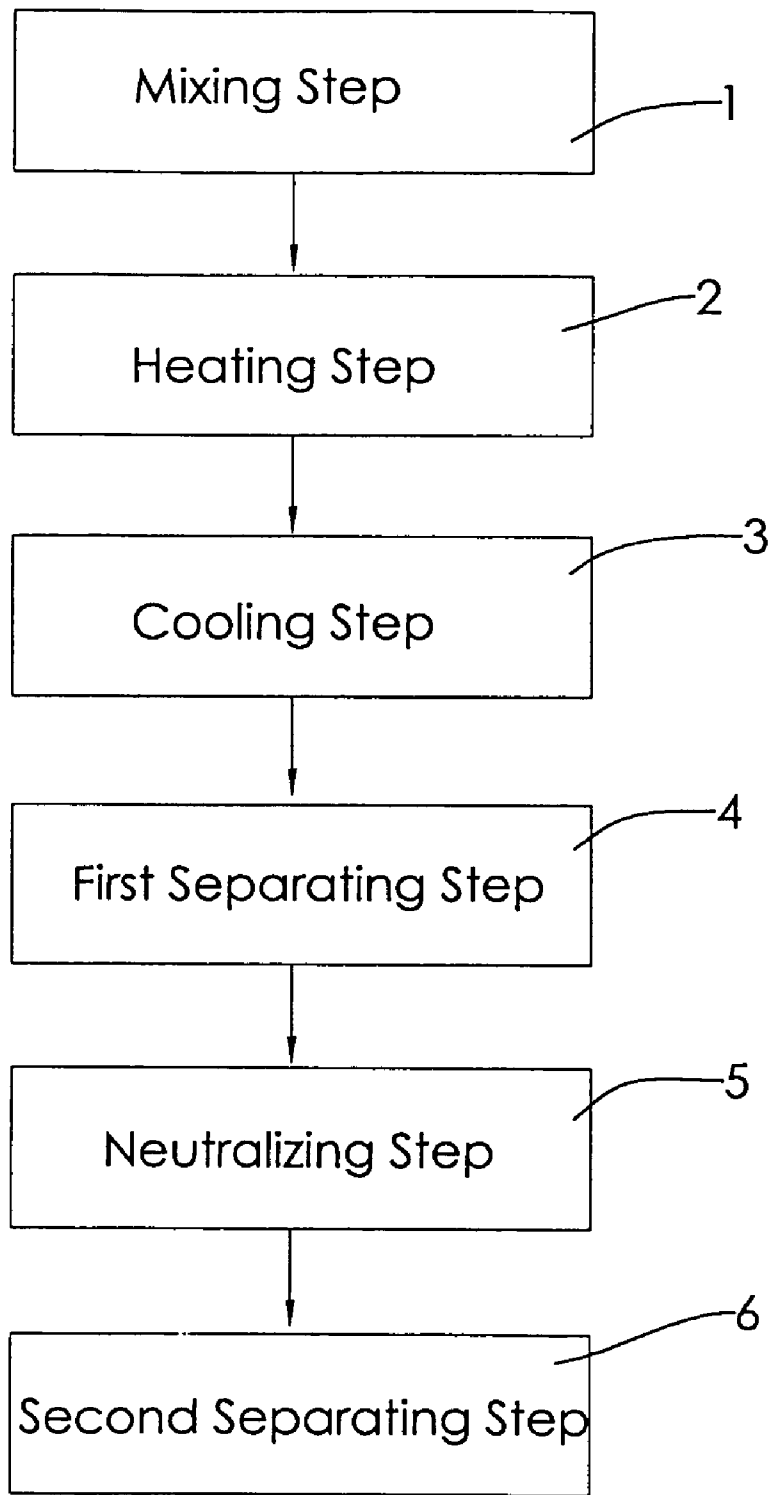 Mixing Step
1
2
Heating Step
3
Cooling Step
4
First Separating Step
5
Neutralizing Step
6
Second Separating Step